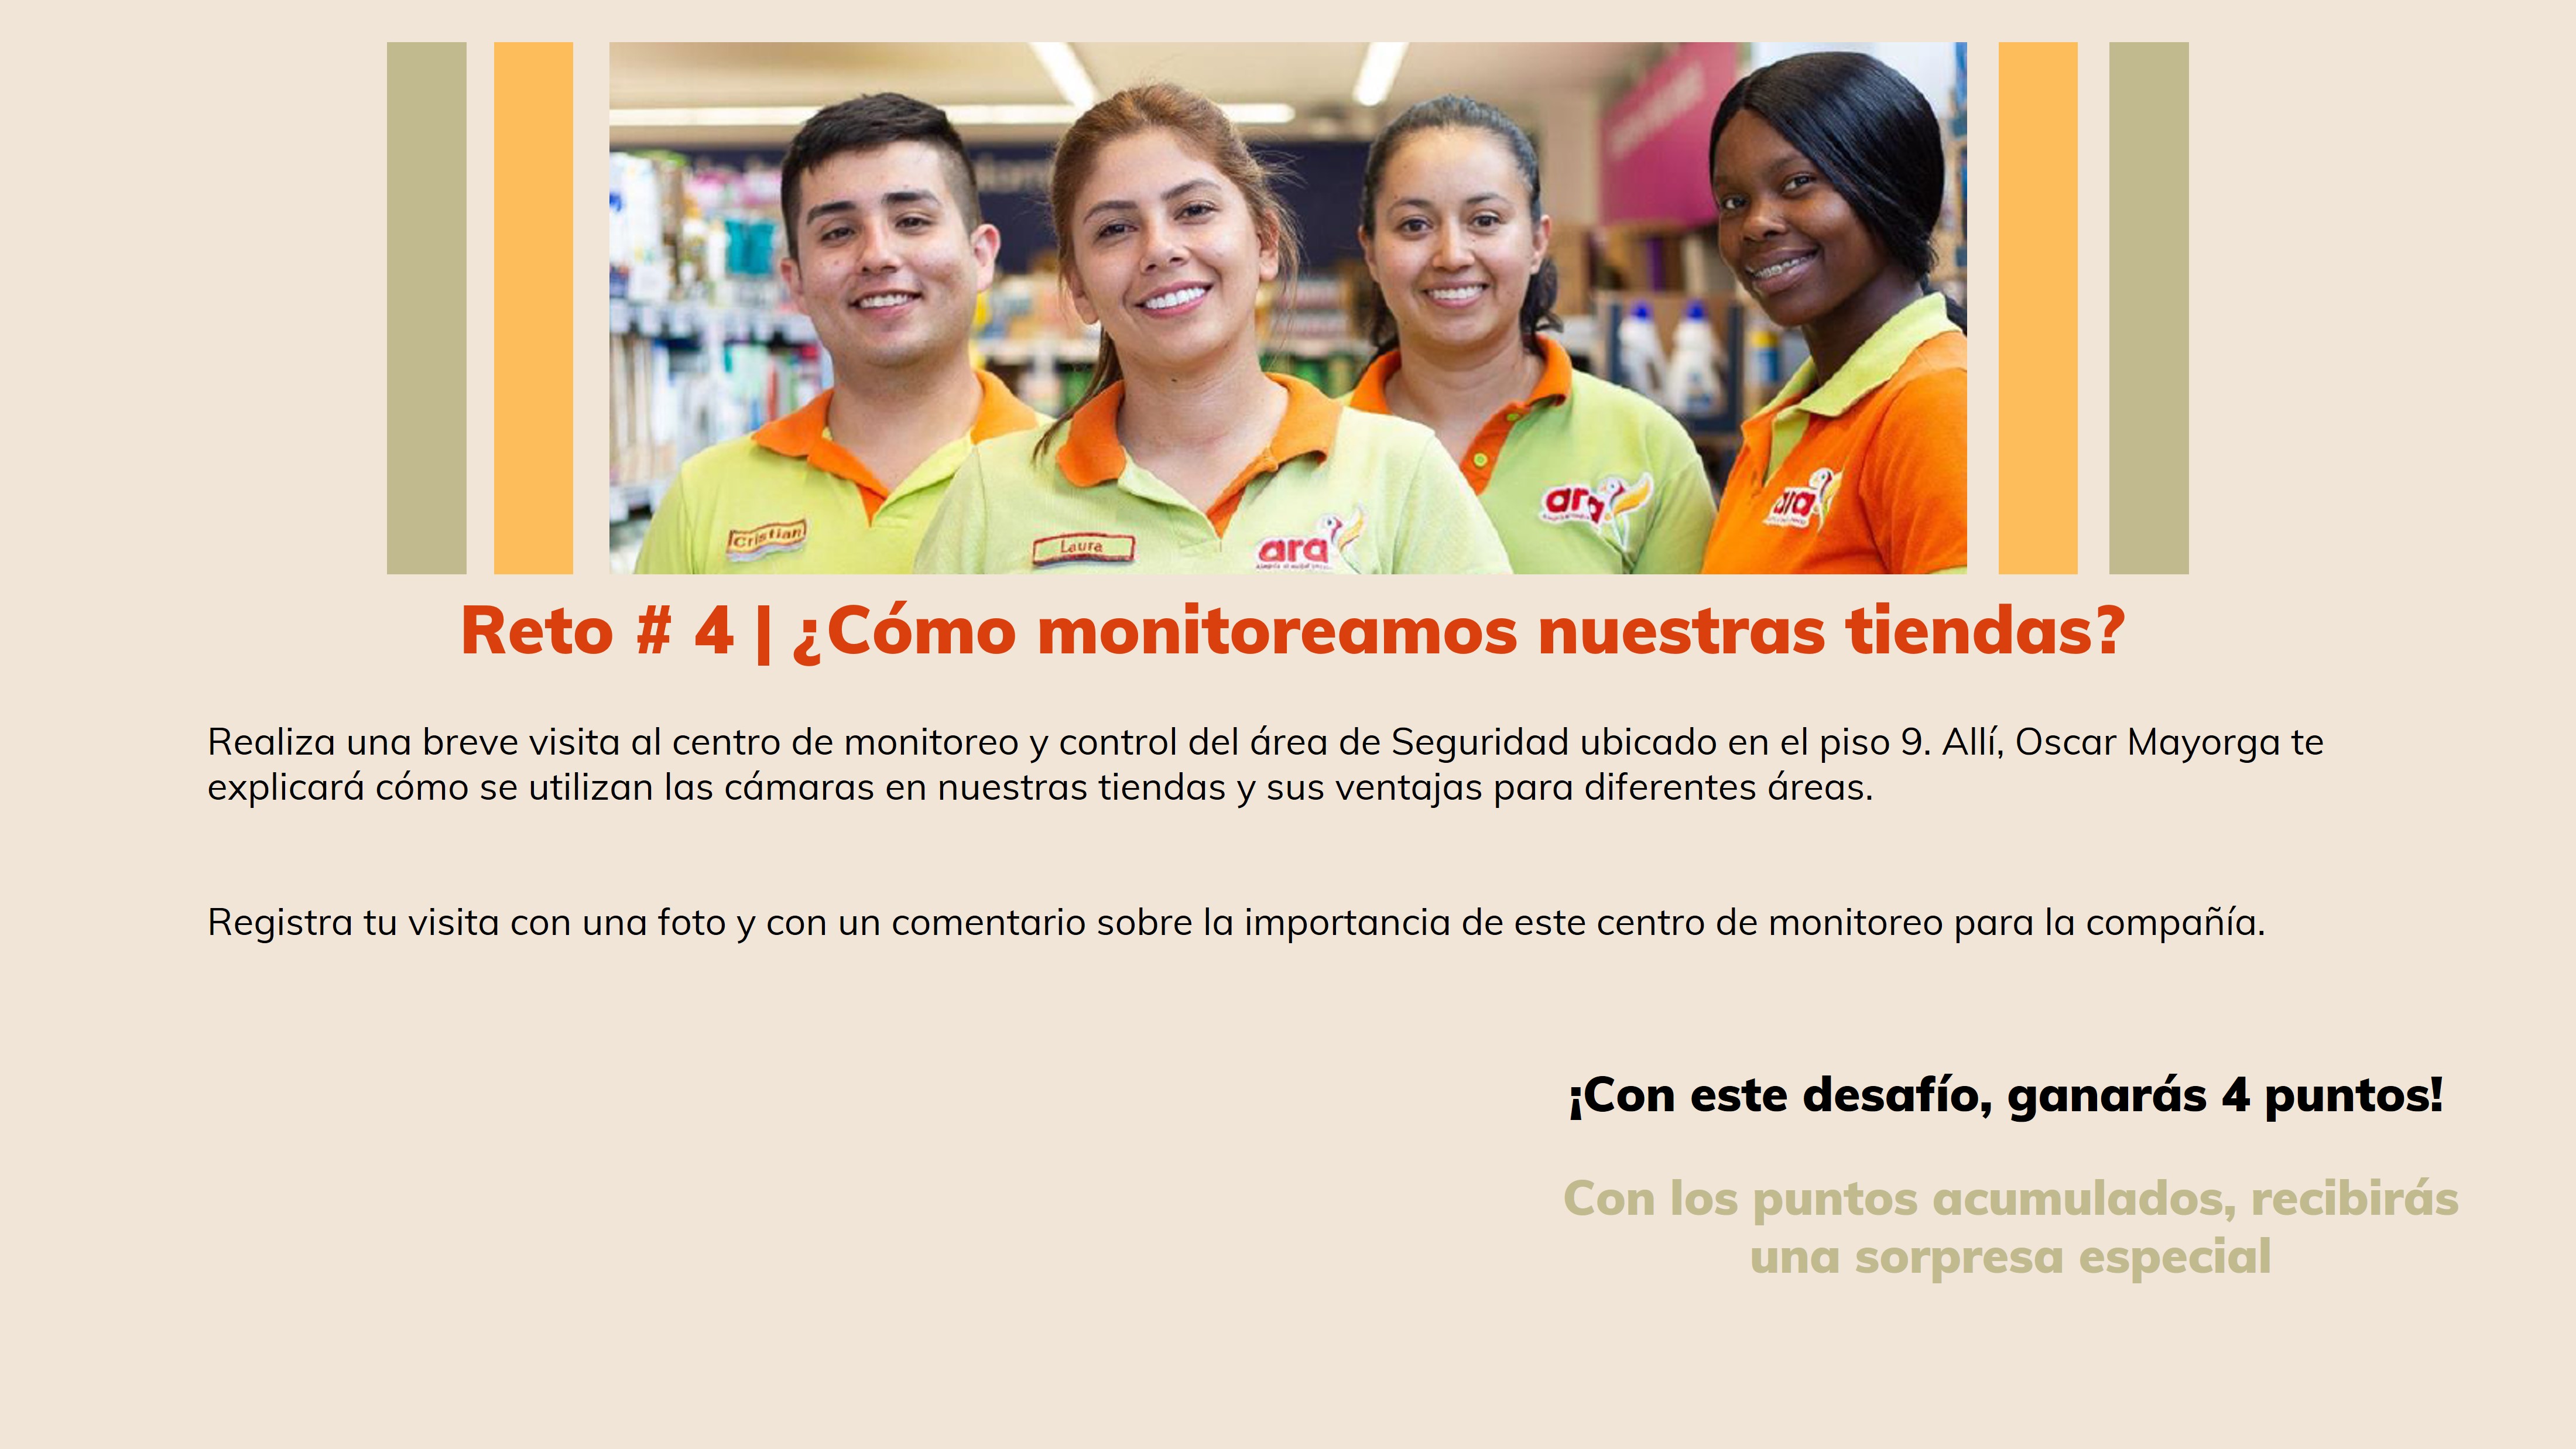 Cristian
Laura
ara
ara
ara
Reto # 4 | ¿Cómo monitoreamos nuestras tiendas?
Realiza una breve visita al centro de monitoreo y control del área de Seguridad ubicado en el piso 9. Allí, Oscar Mayorga te
explicará cómo se utilizan las cámaras en nuestras tiendas y sus ventajas para diferentes áreas.
Registra tu visita con una foto y con un comentario sobre la importancia de este centro de monitoreo para la compañía.
¡Con este desafío, ganarás 4 puntos!
Con los puntos acumulados, recibirás
una sorpresa especial